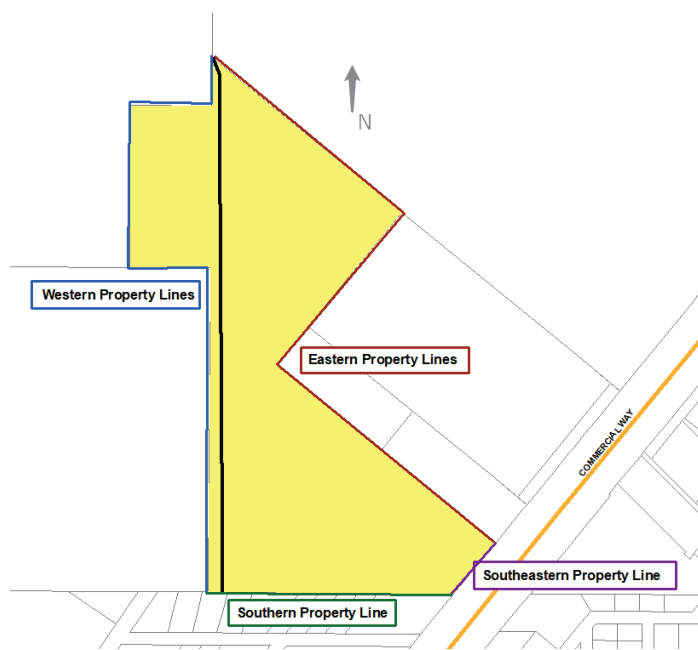 N
Western Property Lines
Eastern Property Lines
COMMERCIAL WAY
Southeastern Property Line
Southern Property Line